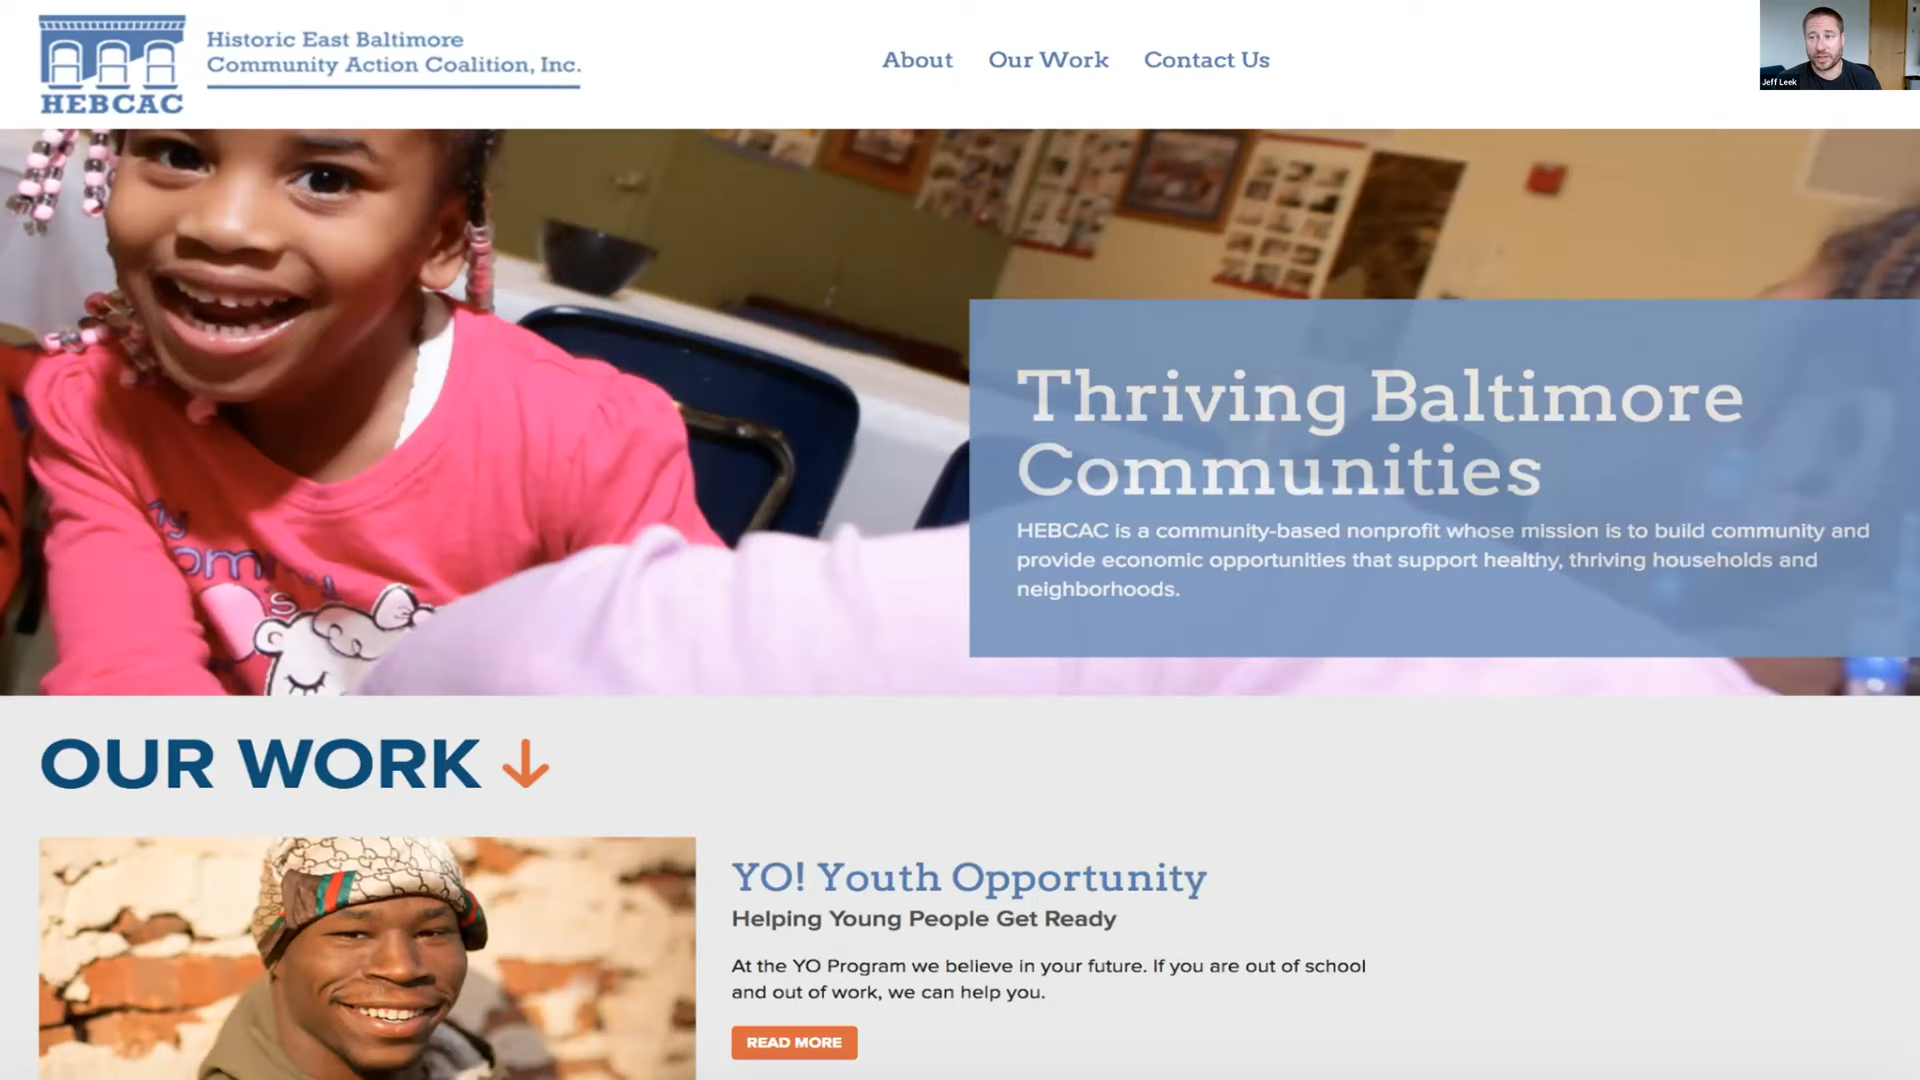 Historic East Baltimore
Community Action Coalition, Inc.
HEBCAC
About
Our Work
Contact Us
Jeff Leek
Thriving Baltimore
Communities
HEBCAC is a community-based nonprofit whose mission is to build community and
provide economic opportunities that support healthy, thriving households and
neighborhoods.
my
mommy
's
OUR WORK ↓
YO! Youth Opportunity
Helping Young People Get Ready
At the YO Program we believe in your future. If you are out of school
and out of work, we can help you.
READ MORE